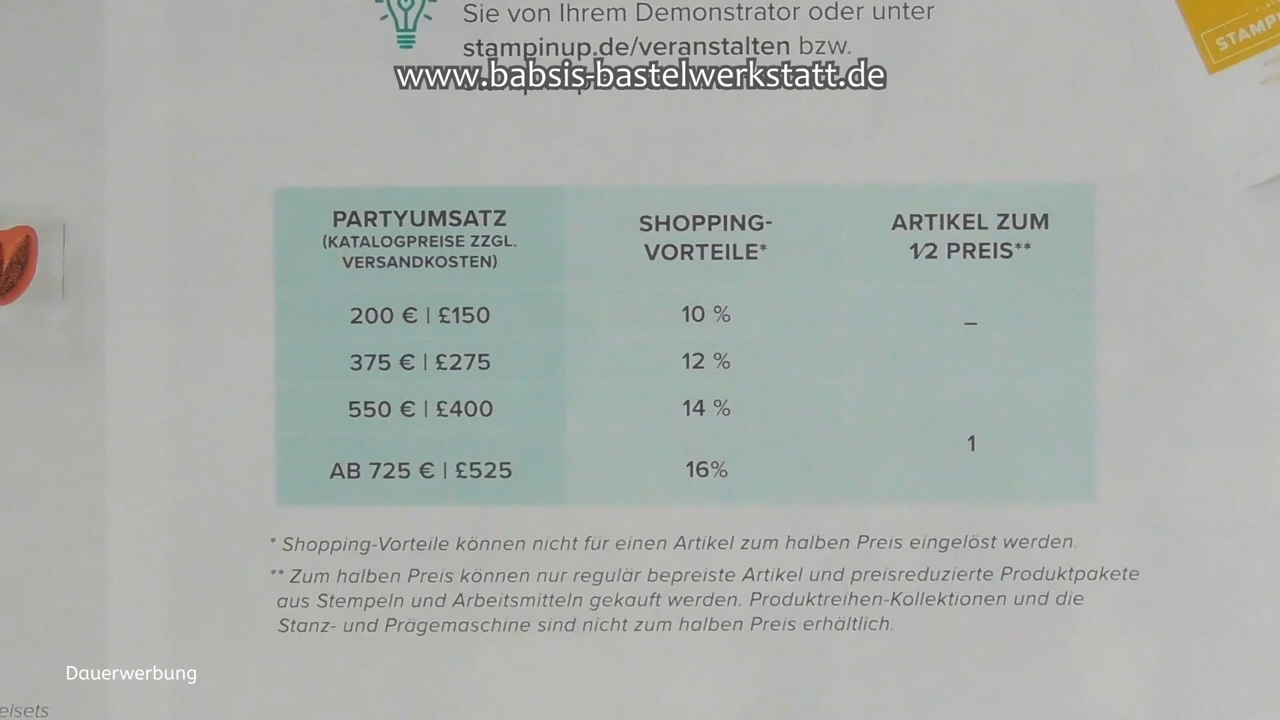 Sie von Ihrem Demonstrator oder unter
stampinup.de/veranstalten bzw.
www.babsis-bastelwerkstatt.de
STAMPI
PARTYUMSATZ
(KATALOGPREISE ZZGL.
VERSANDKOSTEN)
SHOPPING-
VORTEILE*
ARTIKEL ZUM
1/2 PREIS**
200 € | £150
10 %
–
375 € | £275
12 %
550 € | £400
14 %
1
AB 725 € | £525
16%
* Shopping-Vorteile können nicht für einen Artikel zum halben Preis eingelöst werden.
** Zum halben Preis können nur regulär bepreiste Artikel und preisreduzierte Produktpakete
aus Stempeln und Arbeitsmitteln gekauft werden. Produktreihen-Kollektionen und die
Stanz- und Prägemaschine sind nicht zum halben Preis erhältlich.
Dauerwerbung
elsets